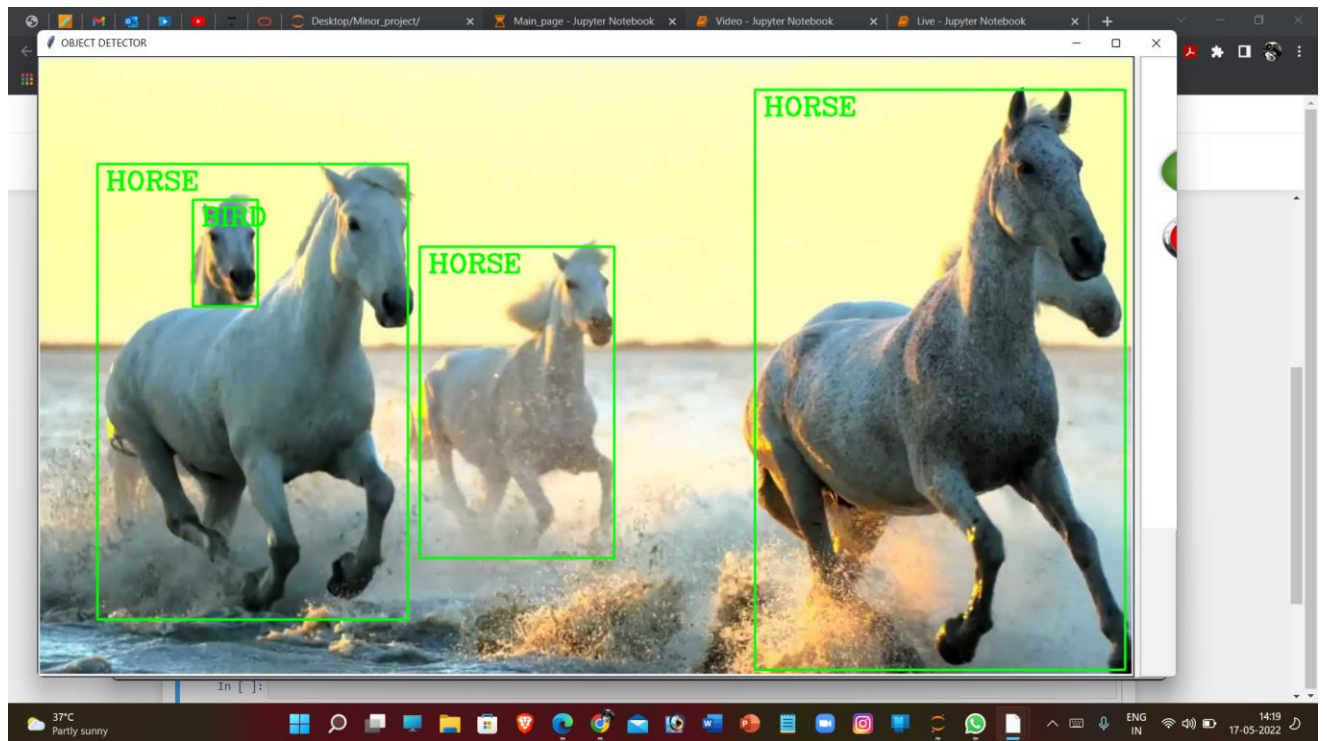 Desktop/Minor_project/
Main_page - Jupyter Notebook
Video - Jupyter Notebook
Live - Jupyter Notebook
OBJECT DETECTOR
HORSE
HORSE
BIRD
HORSE
In [ ]:
37°C
Partly sunny
ENG
IN
14:19
17-05-2022